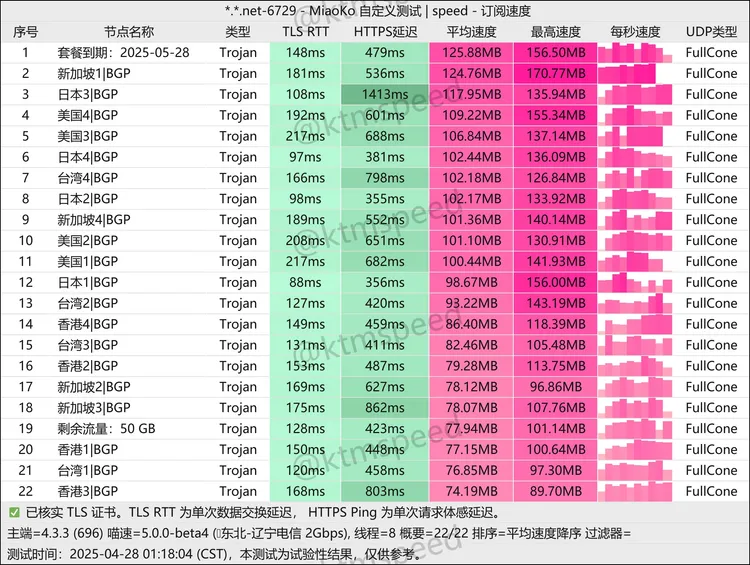 *.*.net-6729 - MiaoKo 自定义测试 | speed - 订阅速度
序号 节点名称 类型 TLS RTT HTTPS延迟 平均速度 最高速度 每秒速度 UDP类型
1 套餐到期：2025-05-28 Trojan 148ms 479ms 125.88MB 156.50MB FullCone
2 新加坡1|BGP Trojan 181ms 536ms 124.76MB 170.77MB FullCone
3 日本3|BGP Trojan 108ms 1413ms 117.95MB 135.94MB FullCone
4 美国4|BGP Trojan 192ms 601ms 109.22MB 155.34MB FullCone
5 美国3|BGP Trojan 217ms 688ms 106.84MB 137.14MB FullCone
6 日本4|BGP Trojan 97ms 381ms 102.44MB 136.09MB FullCone
7 台湾4|BGP Trojan 166ms 798ms 102.18MB 126.84MB FullCone
8 日本2|BGP Trojan 98ms 355ms 102.17MB 133.92MB FullCone
9 新加坡4|BGP Trojan 189ms 552ms 101.36MB 140.14MB FullCone
10 美国2|BGP Trojan 208ms 651ms 101.10MB 130.91MB FullCone
11 美国1|BGP Trojan 217ms 682ms 100.44MB 141.93MB FullCone
12 日本1|BGP Trojan 88ms 356ms 98.67MB 156.00MB FullCone
13 台湾2|BGP Trojan 127ms 420ms 93.22MB 143.19MB FullCone
14 香港4|BGP Trojan 149ms 459ms 86.40MB 118.39MB FullCone
15 台湾3|BGP Trojan 131ms 411ms 82.46MB 105.48MB FullCone
16 香港2|BGP Trojan 153ms 487ms 79.28MB 113.75MB FullCone
17 新加坡2|BGP Trojan 169ms 627ms 78.12MB 96.86MB FullCone
18 新加坡3|BGP Trojan 175ms 862ms 78.07MB 107.76MB FullCone
19 剩余流量：50 GB Trojan 128ms 423ms 77.94MB 101.14MB FullCone
20 香港1|BGP Trojan 150ms 448ms 77.15MB 100.64MB FullCone
21 台湾1|BGP Trojan 120ms 458ms 76.85MB 97.30MB FullCone
22 香港3|BGP Trojan 168ms 803ms 74.19MB 89.70MB FullCone
✅ 已核实 TLS 证书。TLS RTT 为单次数据交换延迟， HTTPS Ping 为单次请求体感延迟。
主端=4.3.3 (696) 喵速=5.0.0-beta4 (东北-辽宁电信 2Gbps), 线程=8 概要=22/22 排序=平均速度降序 过滤器=
测试时间：2025-04-28 01:18:04 (CST)，本测试为试验性结果，仅供参考。
@ktmspeed
@ktmspeed
@ktmspeed
@ktmspeed